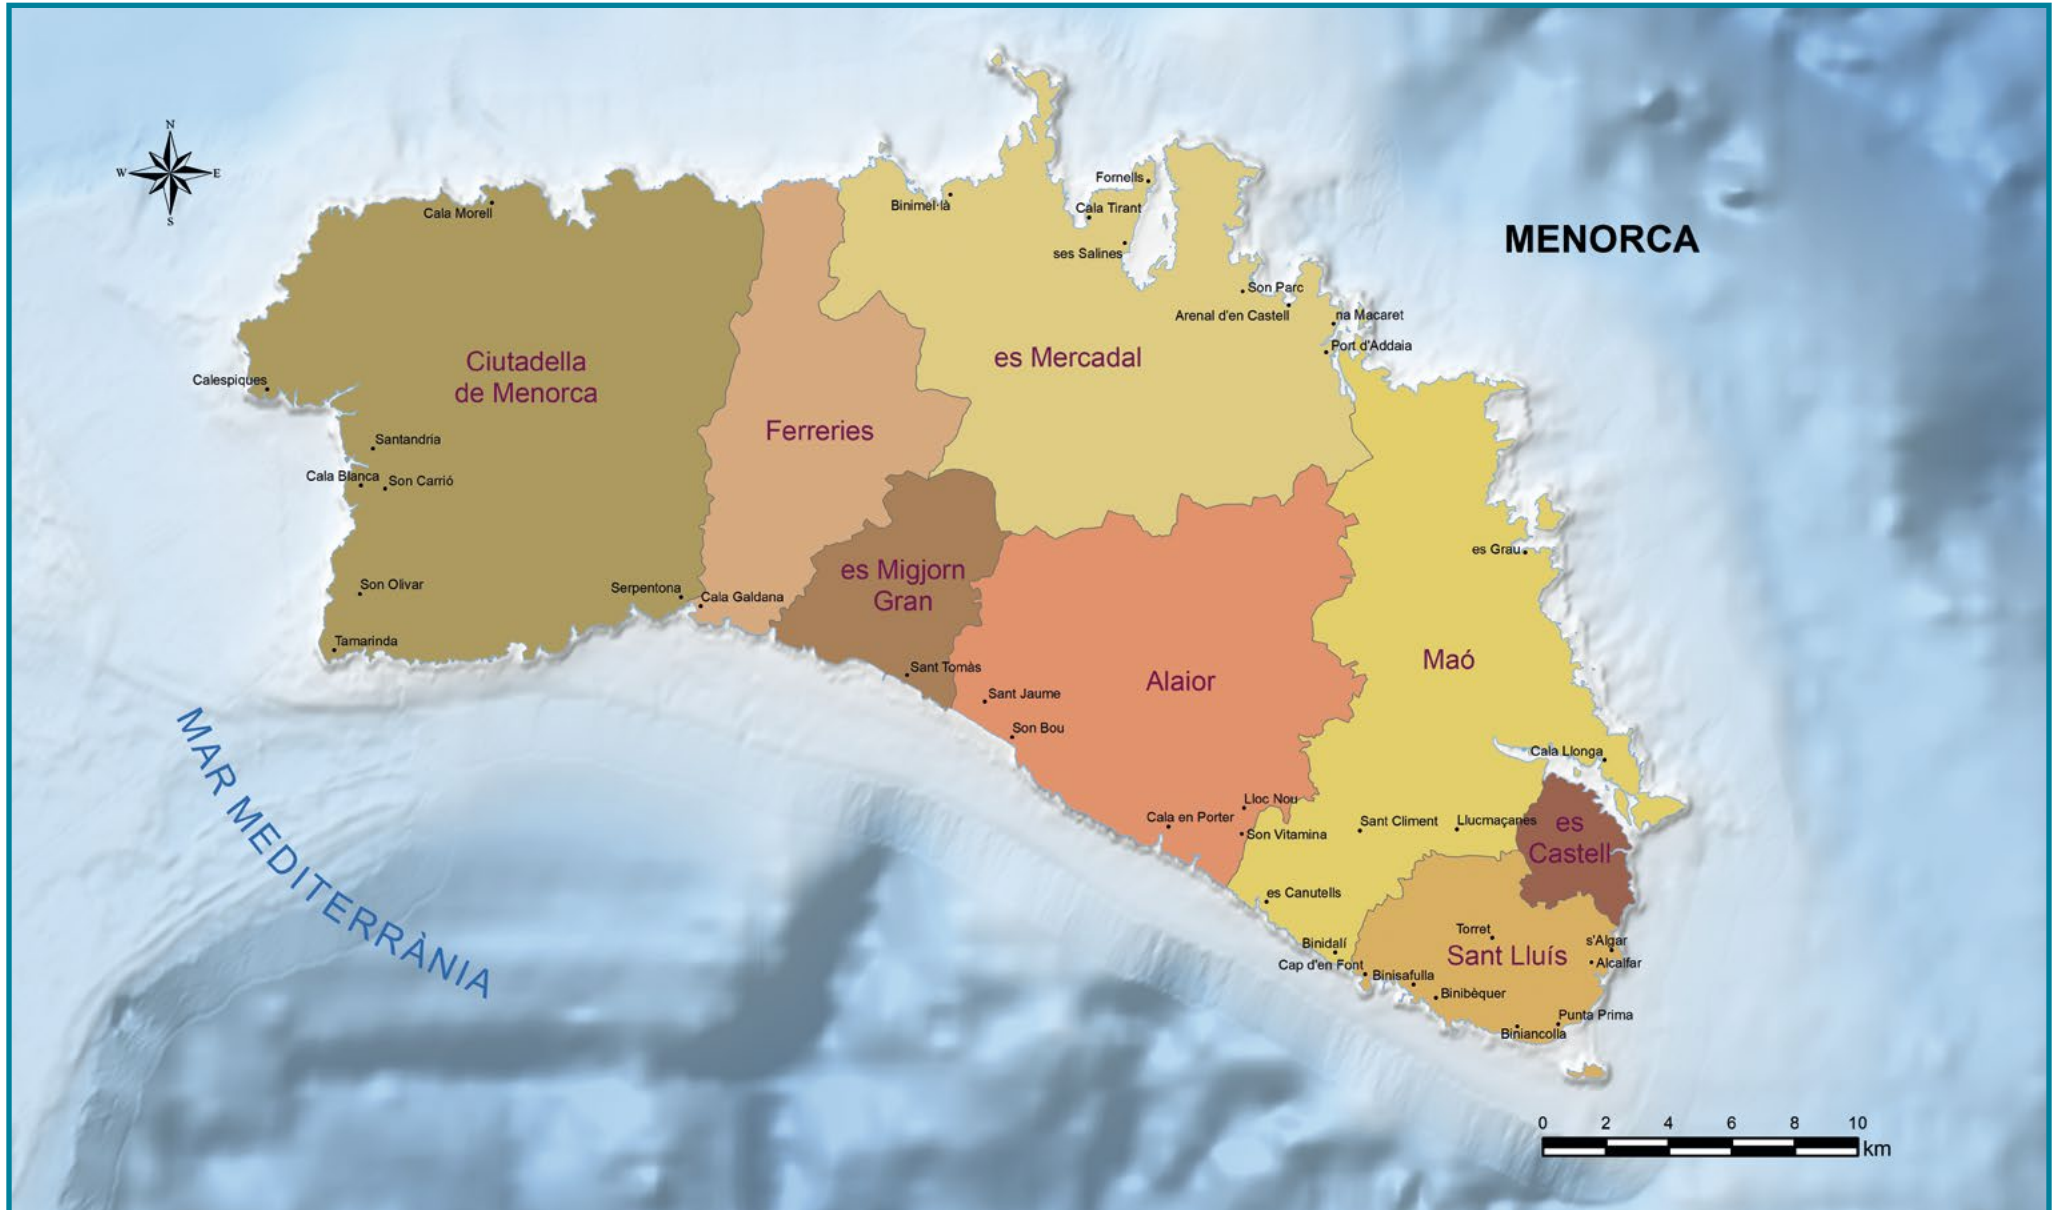 N
W
E
S
MENORCA
Cala Morell
Fornells
Binimel·là
Cala Tirant
ses Salines
Son Parc
Arenal d'en Castell
na Macaret
Port d'Addaia
Ciutadella
de Menorca
es Mercadal
Calespiques
Ferreries
Santandria
Cala Blanca
Son Carrió
es Grau
es Migjorn
Gran
Son Olivar
Serpentona
Cala Galdana
Tamarinda
Sant Tomàs
Maó
Alaior
Sant Jaume
Son Bou
Cala Llonga
Lloc Nou
Cala en Porter
Son Vitamina
Sant Climent
Llucmaçanes
es
Castell
es Canutells
Torret
s'Algar
Binidalí
Sant Lluís
Alcalfar
Cap d'en Font
Binisafulla
Binibèquer
Punta Prima
Biniancolla
MAR MEDITERRÀNIA
0 2 4 6 8 10
km